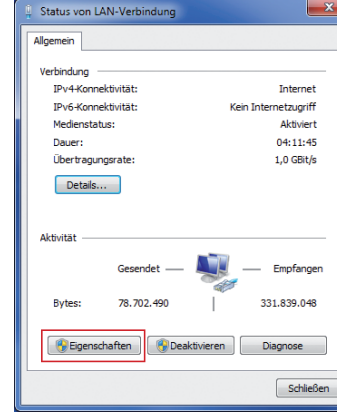 Status von LAN-Verbindung
Allgemein
Verbindung
IPv4-Konnektivität: Internet
IPv6-Konnektivität: Kein Internetzugriff
Medienstatus: Aktiviert
Dauer: 04:11:45
Übertragungsrate: 1,0 GBit/s
Details...
Aktivität
Gesendet Empfangen
Bytes: 78.702.490 331.839.048
Eigenschaften Deaktivieren Diagnose
Schließen